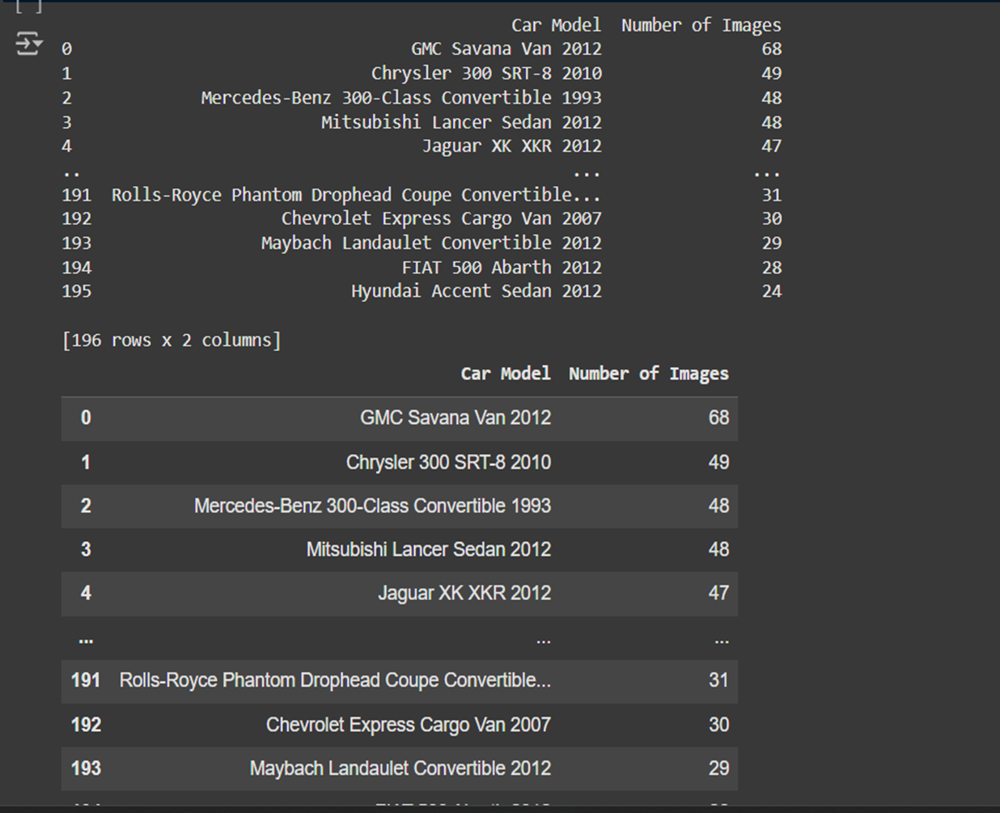 [ ]
Car Model Number of Images
0 GMC Savana Van 2012 68
1 Chrysler 300 SRT-8 2010 49
2 Mercedes-Benz 300-Class Convertible 1993 48
3 Mitsubishi Lancer Sedan 2012 48
4 Jaguar XK XKR 2012 47
.. ... ...
191 Rolls-Royce Phantom Drophead Coupe Convertible... 31
192 Chevrolet Express Cargo Van 2007 30
193 Maybach Landaulet Convertible 2012 29
194 FIAT 500 Abarth 2012 28
195 Hyundai Accent Sedan 2012 24
[196 rows x 2 columns]
Car Model Number of Images
0 GMC Savana Van 2012 68
1 Chrysler 300 SRT-8 2010 49
2 Mercedes-Benz 300-Class Convertible 1993 48
3 Mitsubishi Lancer Sedan 2012 48
4 Jaguar XK XKR 2012 47
... ... ...
191 Rolls-Royce Phantom Drophead Coupe Convertible... 31
192 Chevrolet Express Cargo Van 2007 30
193 Maybach Landaulet Convertible 2012 29